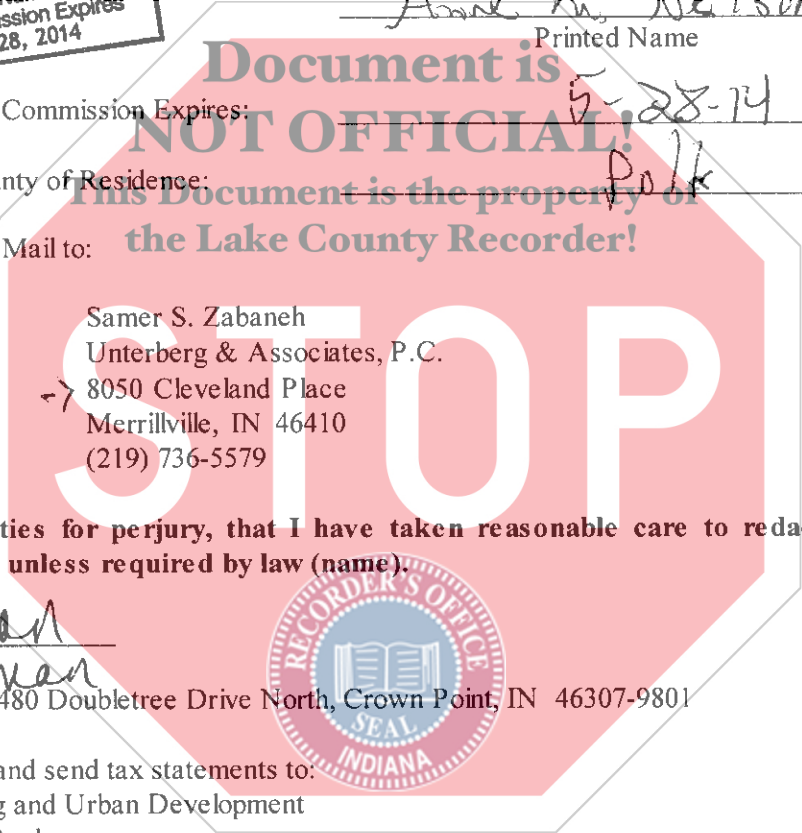 ssion Expires
28, 2014
Anne M. Nelson
Printed Name
Document is
Commission Expires:
5-28-14
NOT OFFICIAL!
nty of Residence:
Polk
This Document is the property of
the Lake County Recorder!
Mail to:
STOP
Samer S. Zabaneh
Unterberg & Associates, P.C.
-> 8050 Cleveland Place
Merrillville, IN 46410
(219) 736-5579
ties for perjury, that I have taken reasonable care to reda
unless required by law (name).
RECORDER'S OFFICE
SEAL
INDIANA
480 Doubletree Drive North, Crown Point, IN 46307-9801
and send tax statements to:
g and Urban Development